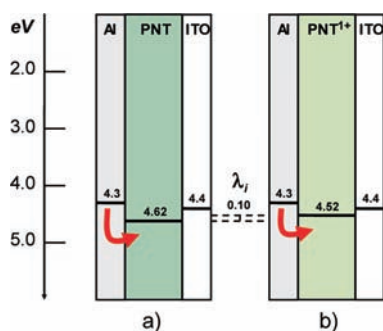 eV
Al PNT ITO
Al PNT¹⁺ ITO
2.0
3.0
4.0
5.0
4.3
4.62
4.4
λᵢ
0.10
4.3
4.52
4.4
a)
b)